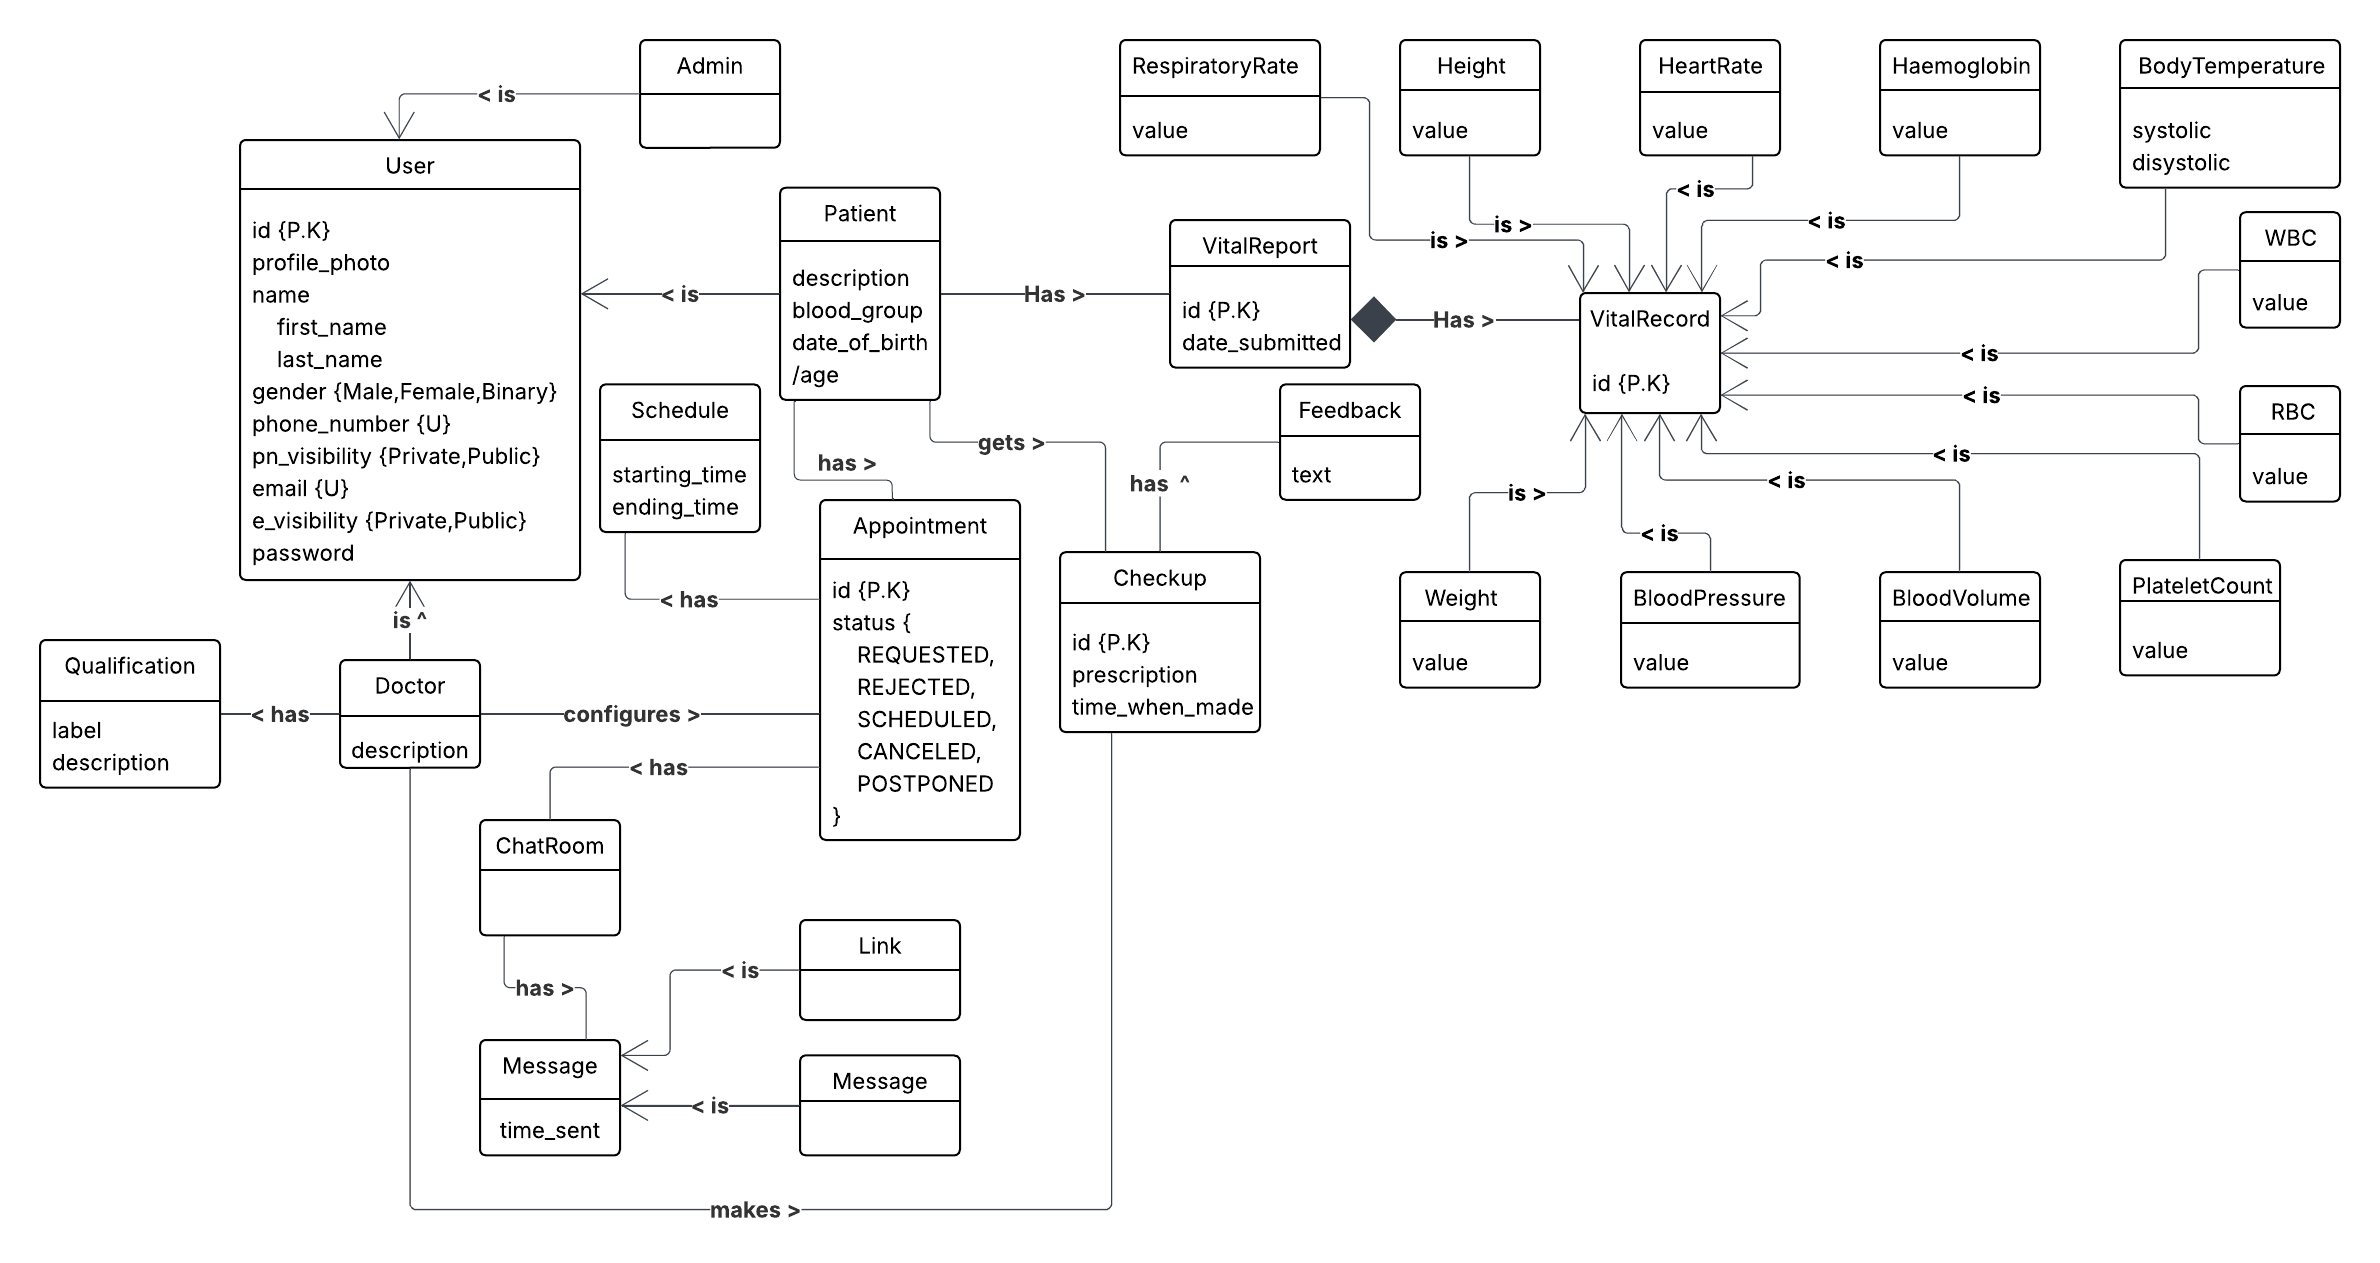 Admin
< is
User
id {P.K}
profile_photo
name
first_name
last_name
gender {Male,Female,Binary}
phone_number {U}
pn_visibility {Private,Public}
email {U}
e_visibility {Private,Public}
password
< is
Patient
description
blood_group
date_of_birth
/age
Has >
VitalReport
id {P.K}
date_submitted
Has >
VitalRecord
id {P.K}
RespiratoryRate
value
is >
Height
value
is >
HeartRate
value
< is
Haemoglobin
value
< is
BodyTemperature
systolic
disystolic
< is
WBC
value
< is
RBC
value
< is
PlateletCount
value
< is
BloodVolume
value
< is
BloodPressure
value
< is
Weight
value
is >
Schedule
starting_time
ending_time
< has
has >
gets >
Feedback
text
has ^
Appointment
id {P.K}
status {
REQUESTED,
REJECTED,
SCHEDULED,
CANCELED,
POSTPONED
}
Checkup
id {P.K}
prescription
time_when_made
is ^
Qualification
label
description
< has
Doctor
description
configures >
< has
ChatRoom
has >
Link
< is
Message
time_sent
< is
Message
makes >